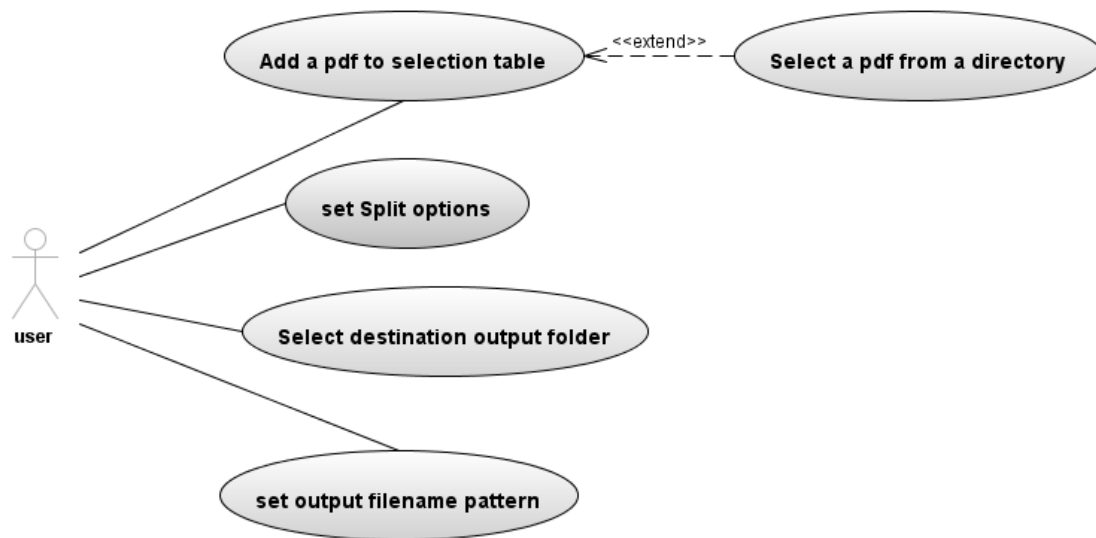 Add a pdf to selection table
<<extend>>
Select a pdf from a directory
set Split options
user
Select destination output folder
set output filename pattern